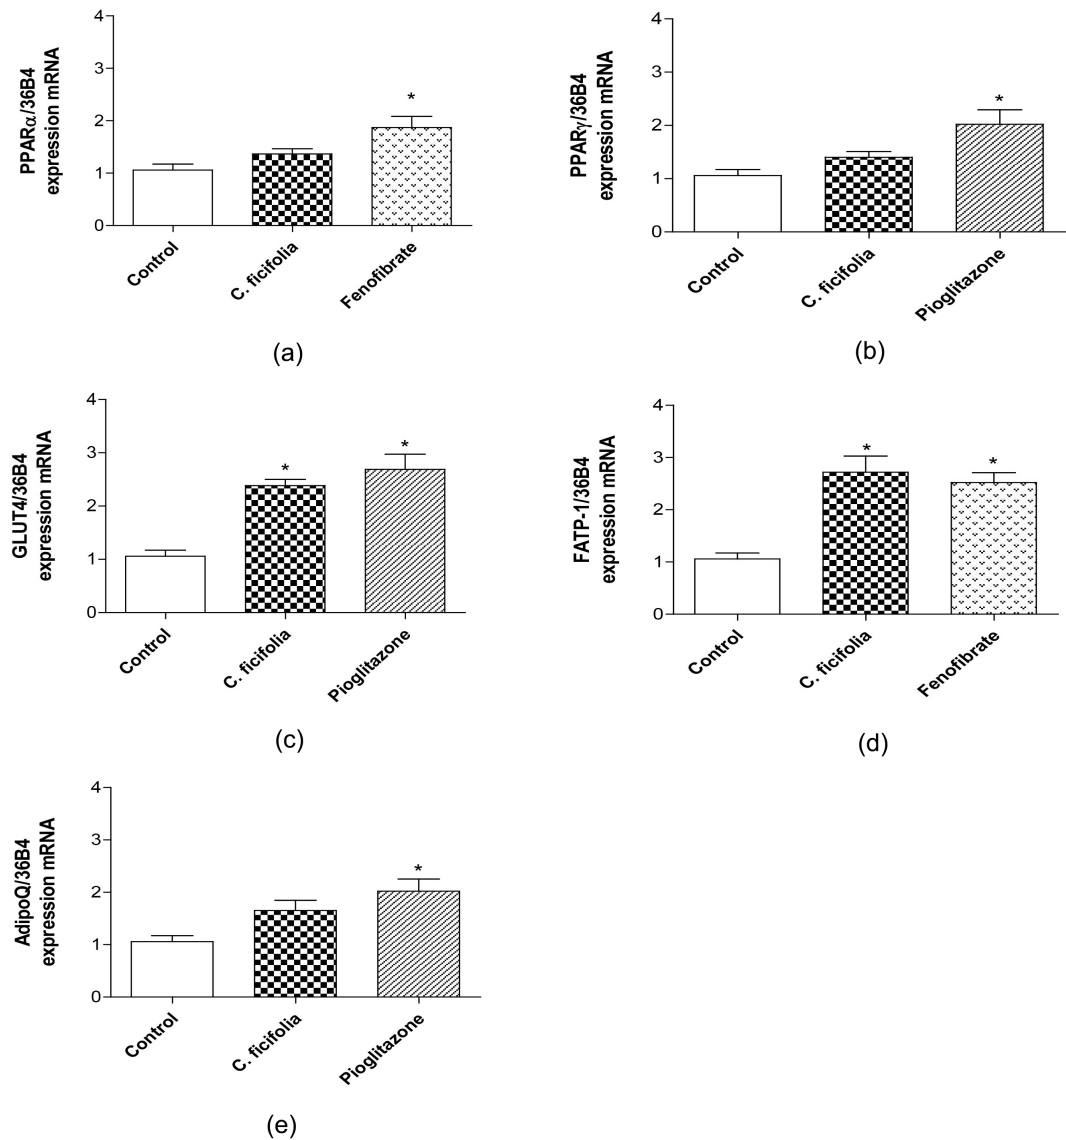 PPARα/36B4
expression mRNA
4
3
2
1
0
*
Control
C. ficifolia
Fenofibrate
(a)
PPARγ/36B4
expression mRNA
4
3
2
1
0
*
Control
C. ficifolia
Pioglitazone
(b)
GLUT4/36B4
expression mRNA
4
3
2
1
0
*
*
Control
C. ficifolia
Pioglitazone
(c)
FATP-1/36B4
expression mRNA
4
3
2
1
0
*
*
Control
C. ficifolia
Fenofibrate
(d)
AdipoQ/36B4
expression mRNA
4
3
2
1
0
*
Control
C. ficifolia
Pioglitazone
(e)